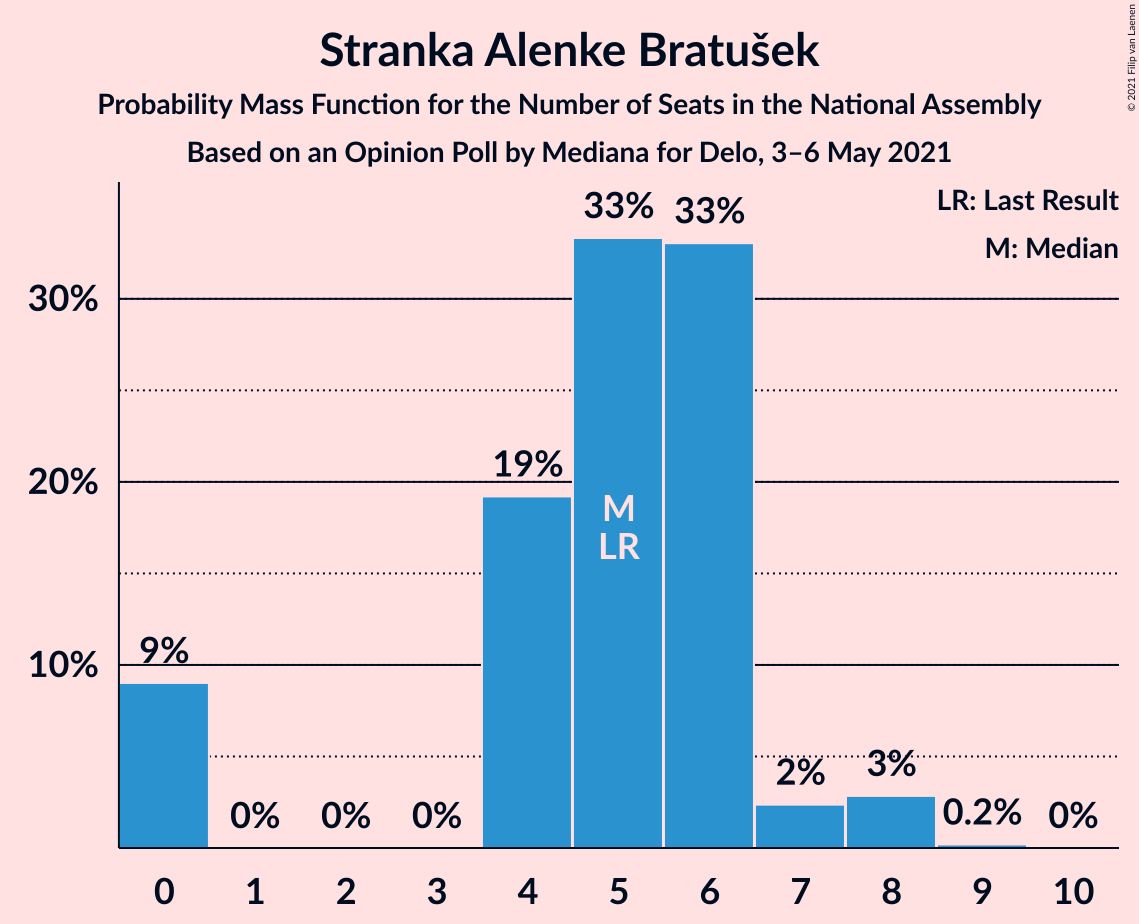 Stranka Alenke Bratušek
Probability Mass Function for the Number of Seats in the National Assembly
Based on an Opinion Poll by Mediana for Delo, 3–6 May 2021
© 2021 Filip van Laenen
LR: Last Result
M: Median
30%
20%
10%
9%
0%
0%
0%
19%
33%
33%
2%
3%
0.2%
0%
M
LR
0 1 2 3 4 5 6 7 8 9 10